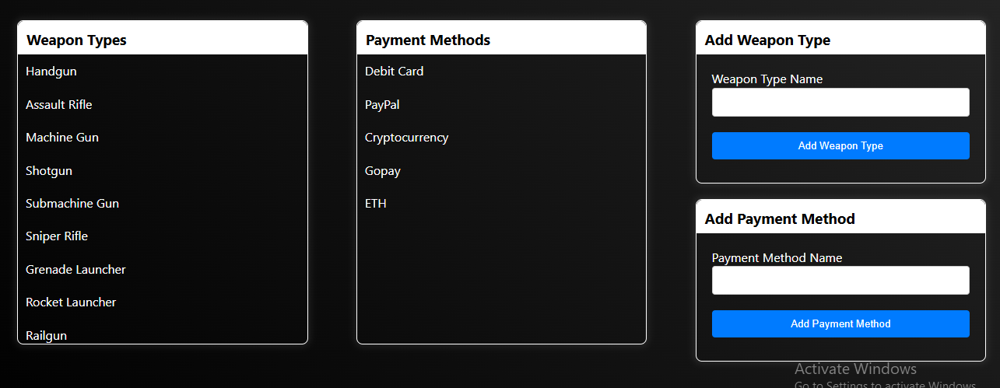 Weapon Types
Handgun
Assault Rifle
Machine Gun
Shotgun
Submachine Gun
Sniper Rifle
Grenade Launcher
Rocket Launcher
Railgun
Payment Methods
Debit Card
PayPal
Cryptocurrency
Gopay
ETH
Add Weapon Type
Weapon Type Name
Add Weapon Type
Add Payment Method
Payment Method Name
Add Payment Method
Activate Windows
Go to Settings to activate Windows